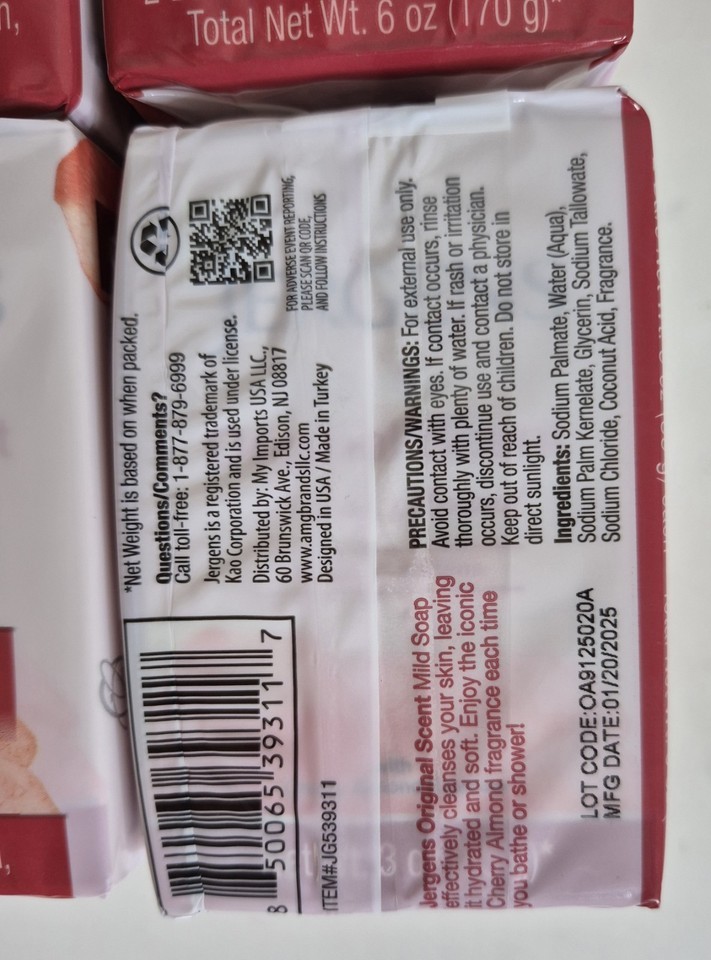 Total Net Wt. 6 oz (170 g)*
*Net Weight is based on when packed.
Questions/Comments?
Call toll-free: 1-877-879-6999
Jergens is a registered trademark of
Kao Corporation and is used under license.
Distributed by: My Imports USA LLC.,
60 Brunswick Ave., Edison, NJ 08817
www.amgbrandsllc.com
Designed in USA / Made in Turkey
FOR ADVERSE EVENT REPORTING,
PLEASE SCAN QR CODE,
AND FOLLOW INSTRUCTIONS
8 50065 39311 7
ITEM#JG539311
PRECAUTIONS/WARNINGS: For external use only.
Avoid contact with eyes. If contact occurs, rinse
thoroughly with plenty of water. If rash or irritation
occurs, discontinue use and contact a physician.
Keep out of reach of children. Do not store in
direct sunlight.
Ingredients: Sodium Palmate, Water (Aqua),
Sodium Palm Kernelate, Glycerin, Sodium Tallowate,
Sodium Chloride, Coconut Acid, Fragrance.
Jergens Original Scent Mild Soap
effectively cleanses your skin, leaving
it hydrated and soft. Enjoy the iconic
Cherry Almond fragrance each time
you bathe or shower!
LOT CODE:OA9125020A
MFG DATE:01/20/2025